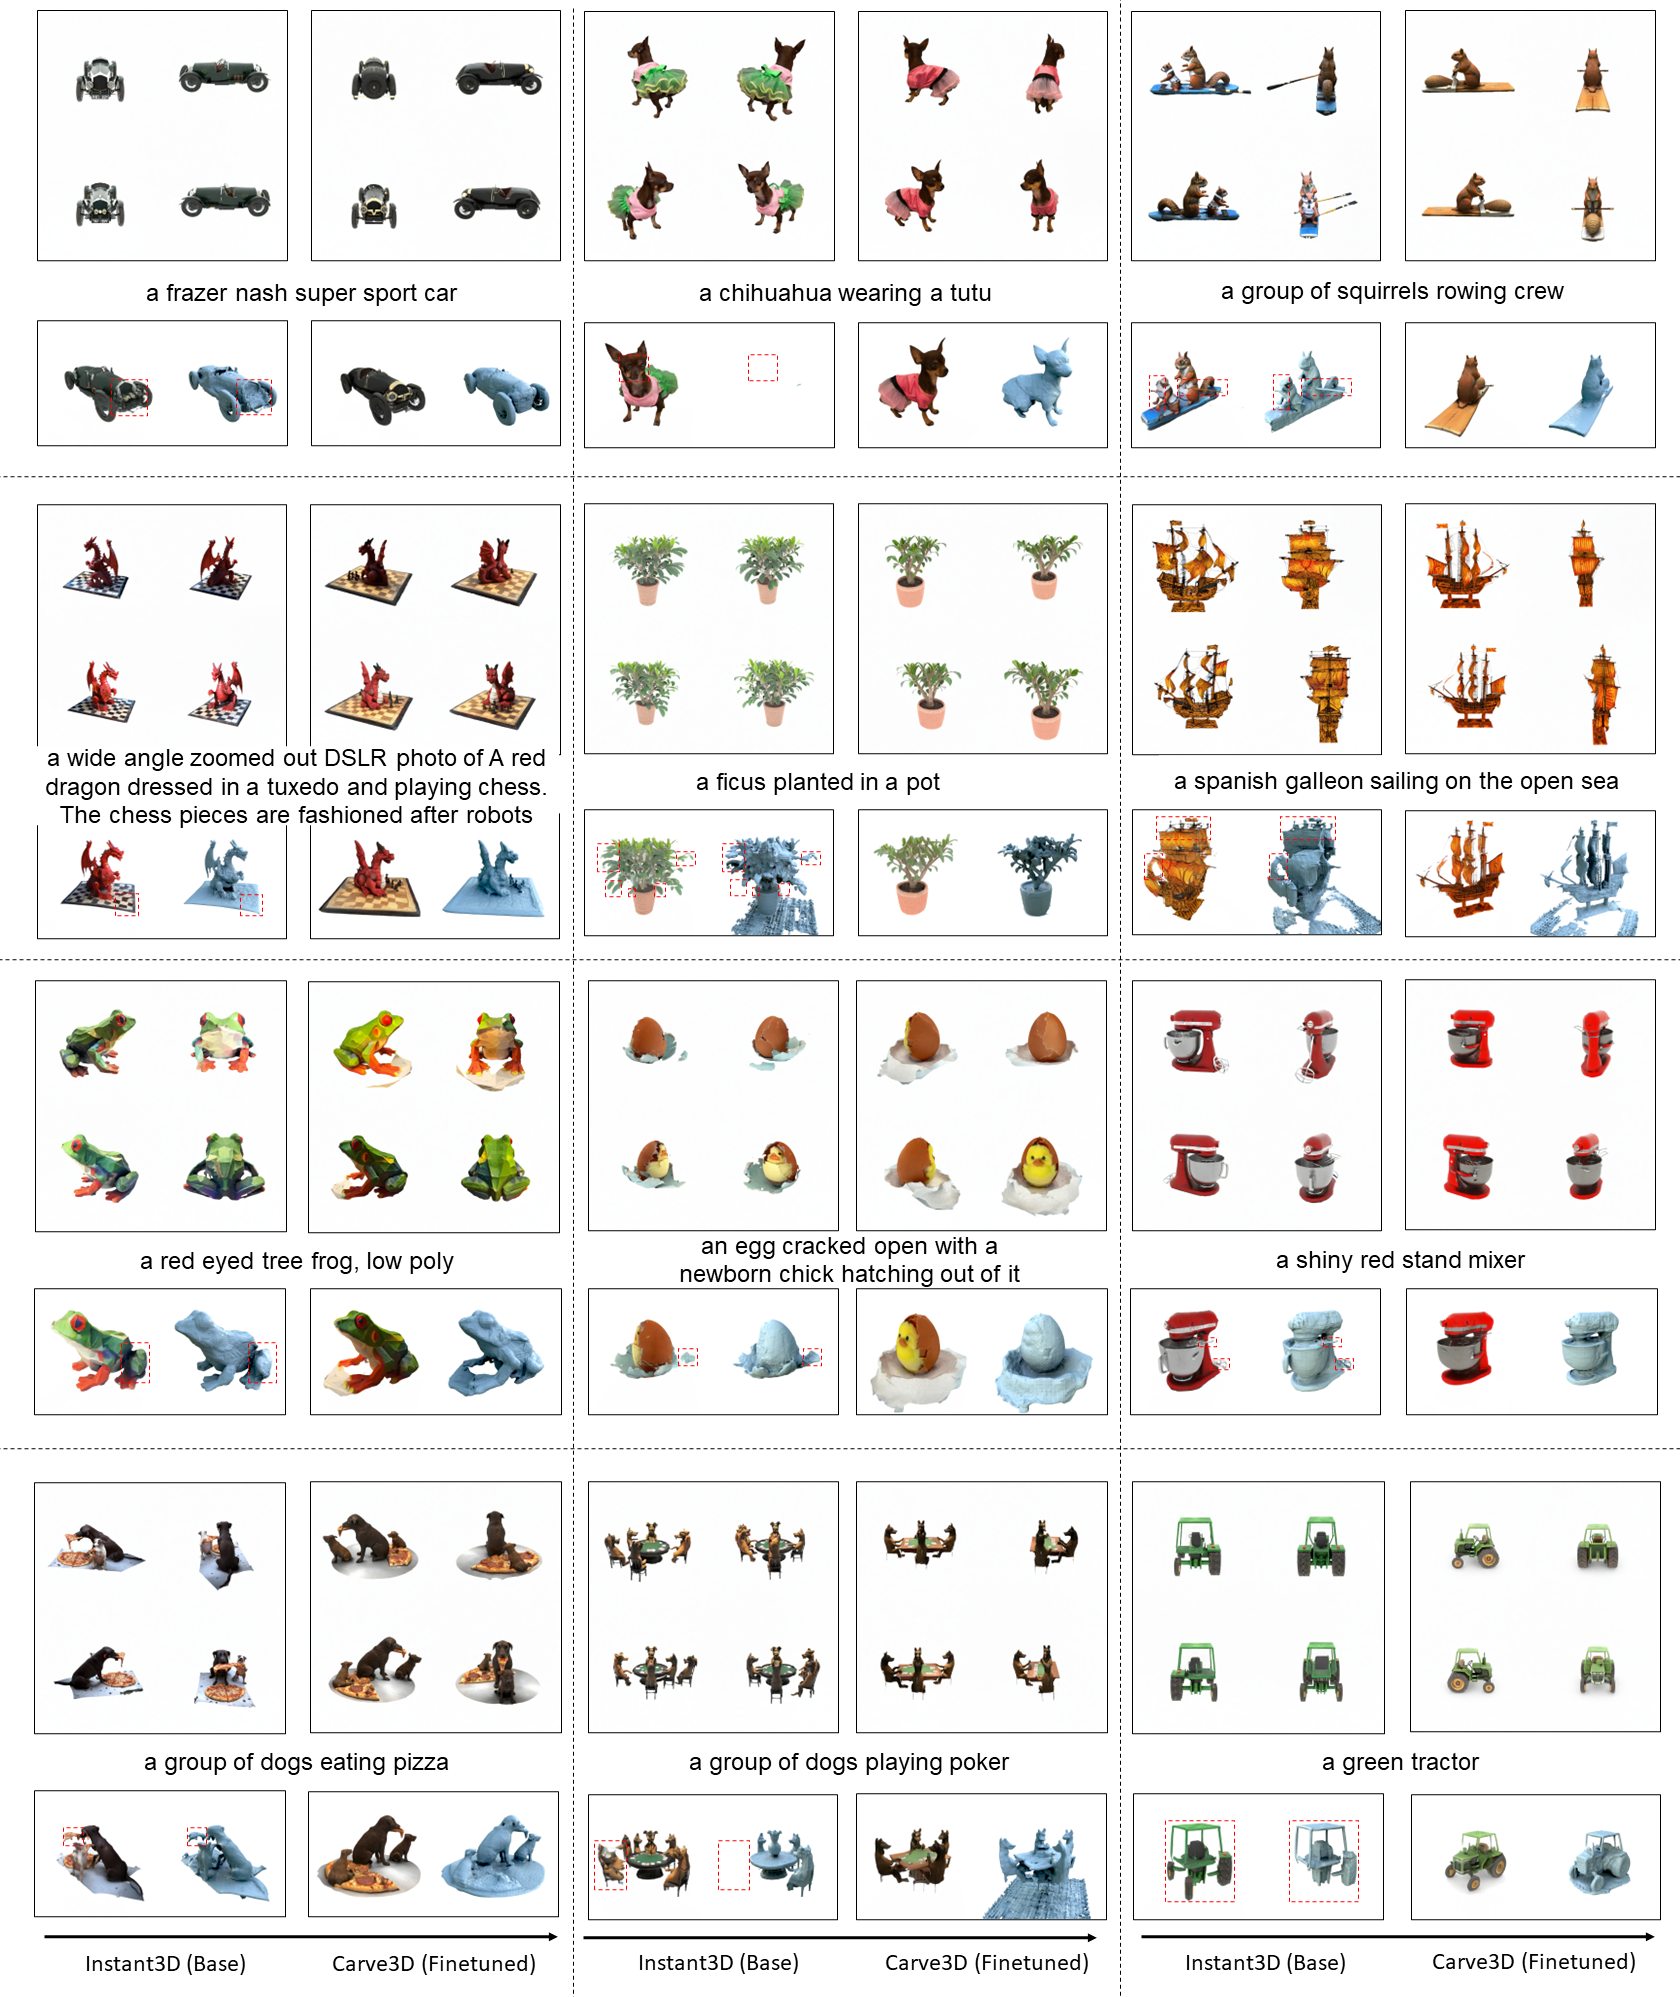 a frazer nash super sport car
a chihuahua wearing a tutu
a group of squirrels rowing crew
a wide angle zoomed out DSLR photo of A red
dragon dressed in a tuxedo and playing chess.
The chess pieces are fashioned after robots
a ficus planted in a pot
a spanish galleon sailing on the open sea
a red eyed tree frog, low poly
an egg cracked open with a
newborn chick hatching out of it
a shiny red stand mixer
a group of dogs eating pizza
a group of dogs playing poker
a green tractor
Instant3D (Base)
Carve3D (Finetuned)
Instant3D (Base)
Carve3D (Finetuned)
Instant3D (Base)
Carve3D (Finetuned)